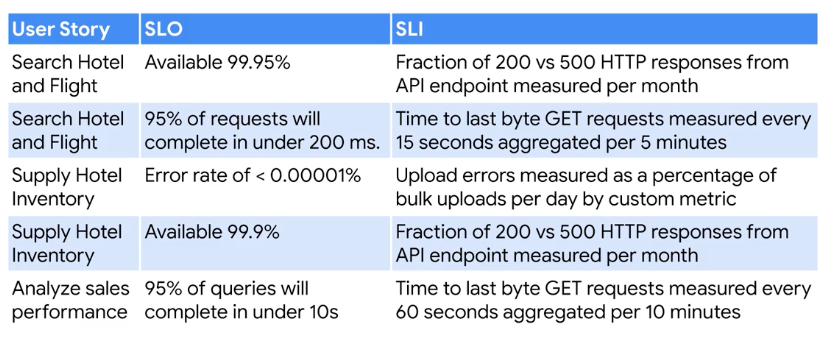 User Story SLO SLI
Search Hotel Available 99.95% Fraction of 200 vs 500 HTTP responses from
and Flight API endpoint measured per month
Search Hotel 95% of requests will Time to last byte GET requests measured every
and Flight complete in under 200 ms. 15 seconds aggregated per 5 minutes
Supply Hotel Error rate of < 0.00001% Upload errors measured as a percentage of
Inventory bulk uploads per day by custom metric
Supply Hotel Available 99.9% Fraction of 200 vs 500 HTTP responses from
Inventory API endpoint measured per month
Analyze sales 95% of queries will Time to last byte GET requests measured every
performance complete in under 10s 60 seconds aggregated per 10 minutes